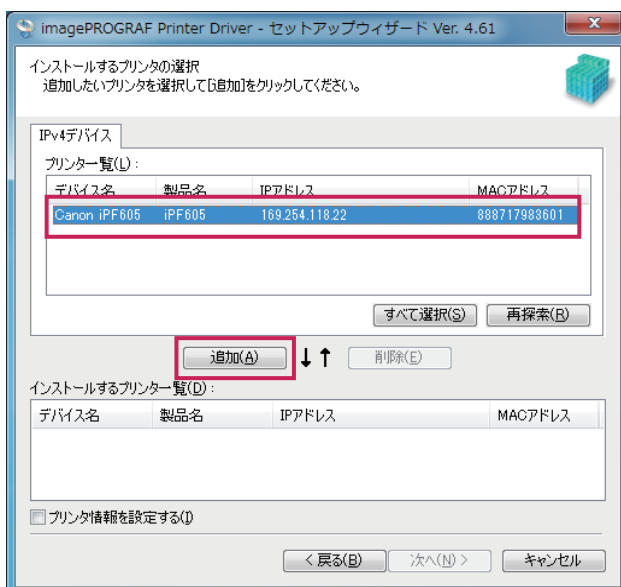 imagePROGRAF Printer Driver - セットアップウィザード Ver. 4.61
インストールするプリンタの選択
追加したいプリンタを選択して[追加]をクリックしてください。
IPv4デバイス
プリンター覧(L):
デバイス名 製品名 IPアドレス MACアドレス
Canon iPF605 iPF605 169.254.118.22 888717983601
すべて選択(S) 再探索(R)
追加(A) ↓↑ 削除(E)
インストールするプリンター覧(D):
デバイス名 製品名 IPアドレス MACアドレス
プリンタ情報を設定する(I)
< 戻る(B) 次へ(N) > キャンセル